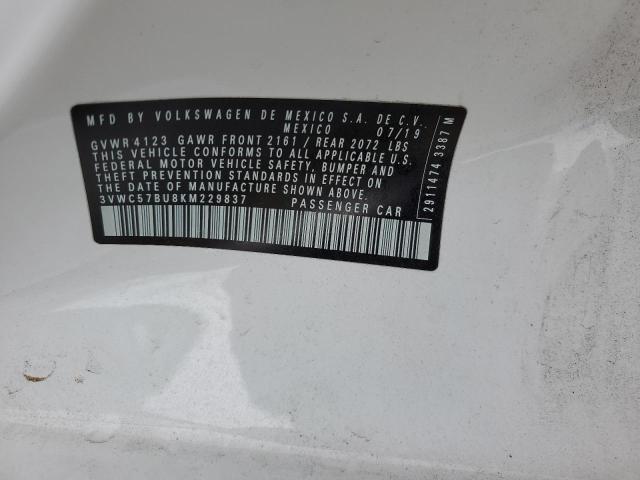 MFD BY VOLKSWAGEN DE MEXICO S.A. DE C.V.
MEXICO 07/19
GVWR 4123 GAWR FRONT 2161 / REAR 2072 LBS
THIS VEHICLE CONFORMS TO ALL APPLICABLE U.S.
FEDERAL MOTOR VEHICLE SAFETY, BUMPER AND
THEFT PREVENTION STANDARDS IN EFFECT ON
THE DATE OF MANUFACTURE SHOWN ABOVE.
3VWC57BU8KM229837 PASSENGER CAR
2911474 3387 M